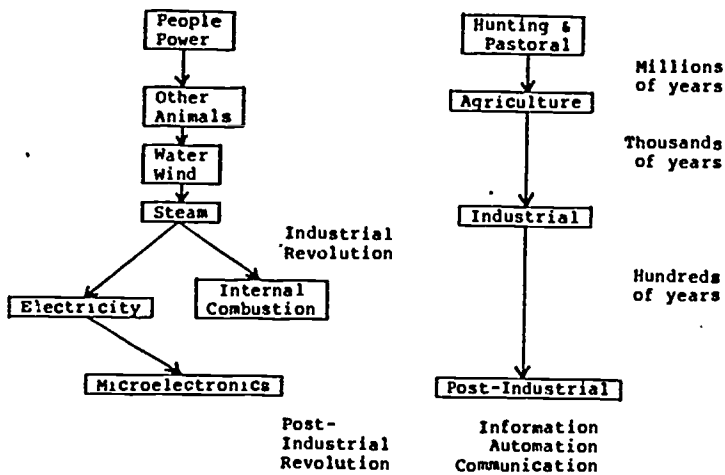 People
Power
Other
Animals
Water
Wind
Steam
Industrial
Revolution
Electricity
Internal
Combustion
Microelectronics
Post-
Industrial
Revolution
Hunting &
Pastoral
Millions
of years
Agriculture
Thousands
of years
Industrial
Hundreds
of years
Post-Industrial
Information
Automation
Communication